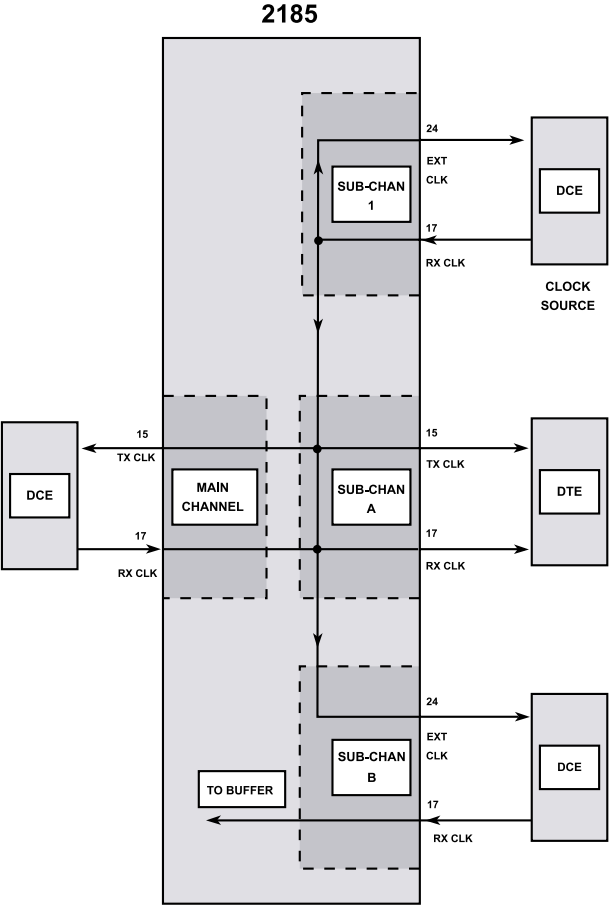 2185
24
EXT
CLK
SUB-CHAN
1
DCE
17
RX CLK
CLOCK
SOURCE
15
TX CLK
15
TX CLK
DCE
MAIN
CHANNEL
SUB-CHAN
A
DTE
17
RX CLK
17
RX CLK
24
EXT
CLK
SUB-CHAN
B
DCE
TO BUFFER
17
RX CLK